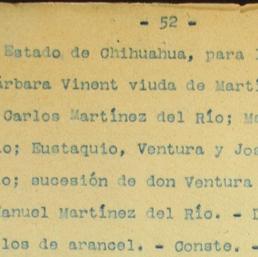 - 52 -
Estado de Chihuahua, para
árbara Vinent viuda de Martí
Carlos Martínez del Río; M
o; Eustaquio, Ventura y Jos
o; sucesión de don Ventura
anuel Martínez del Río. - D
los de arancel. - Conste. -